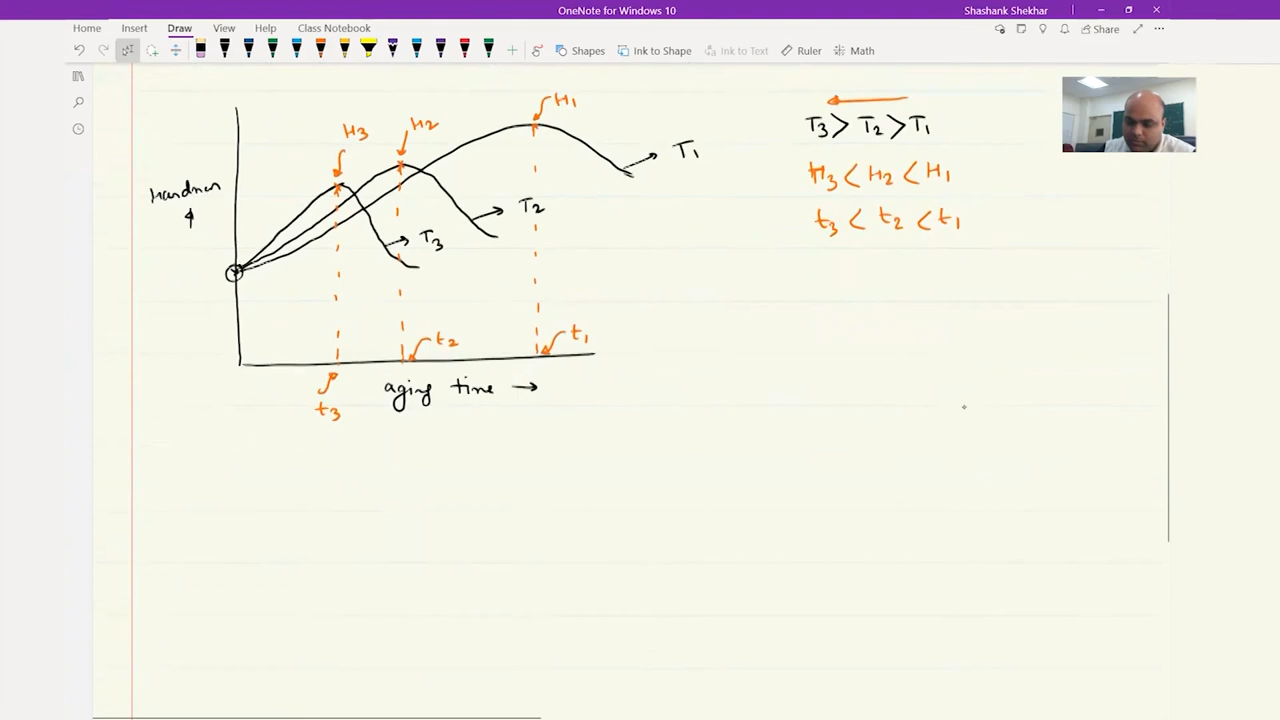 OneNote for Windows 10
Shashank Shekhar
Home Insert Draw View Help Class Notebook
Shapes Ink to Shape Ink to Text Ruler Math Share
H1
H3 H2
T3 > T2 > T1
H3 < H2 < H1
t3 < t2 < t1
T1
Hardness
T2
T3
t2 t1
aging time →
t3